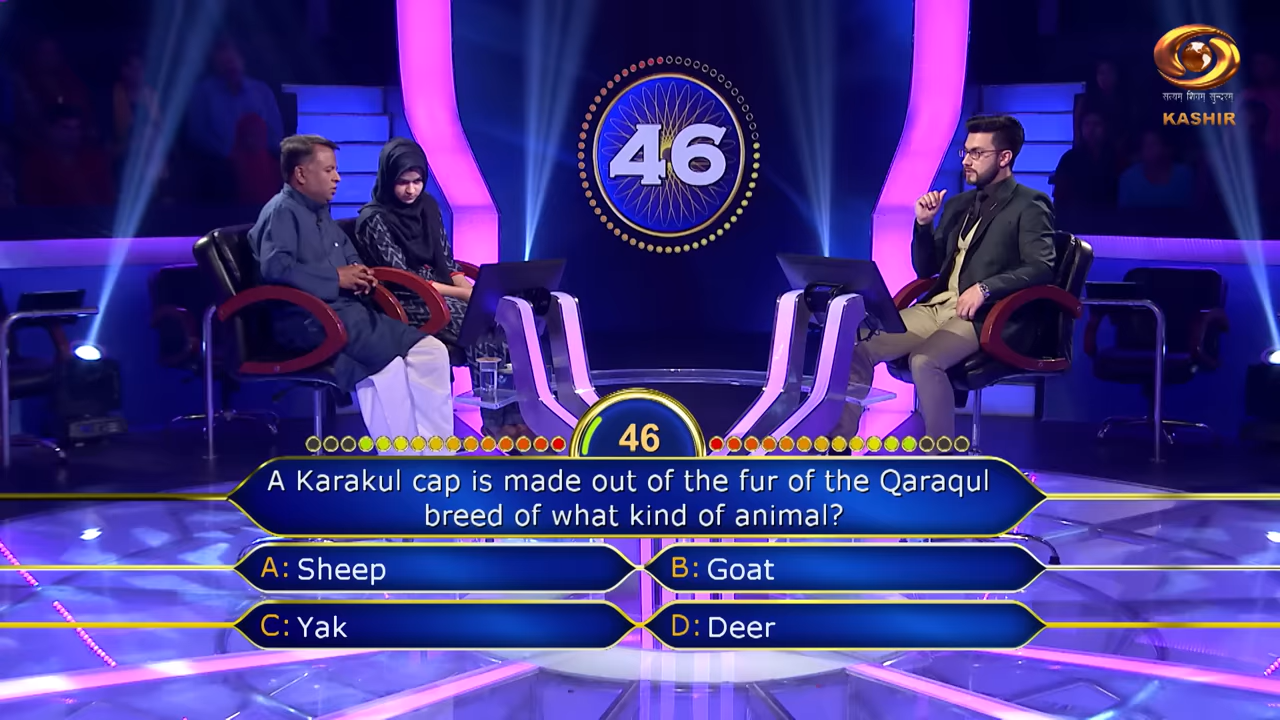 सत्यम् शिवम् सुन्दरम्
KASHIR
46
46
A Karakul cap is made out of the fur of the Qaraqul
breed of what kind of animal?
A: Sheep
B: Goat
C: Yak
D: Deer